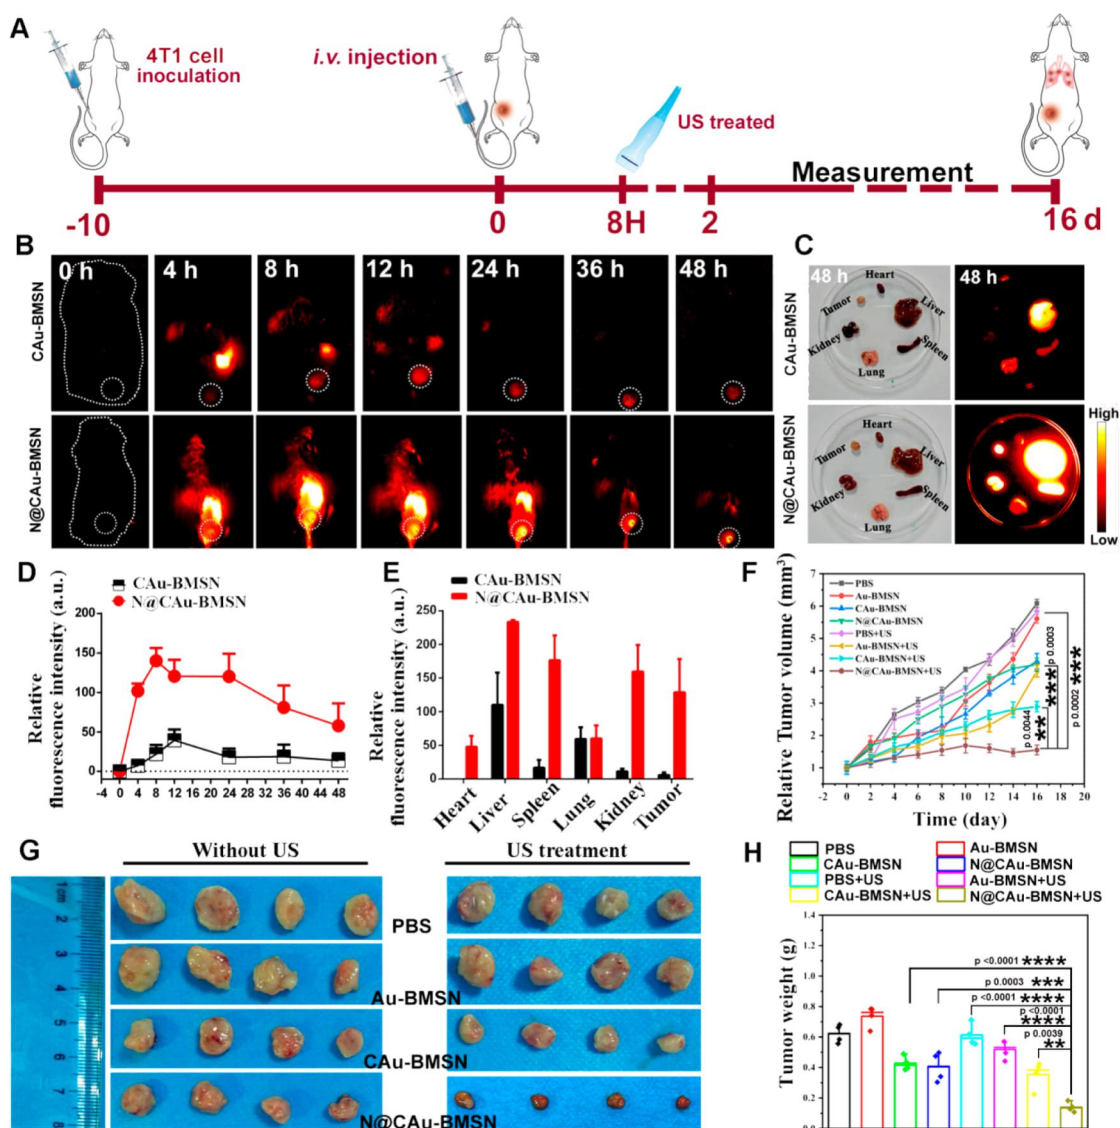 A
4T1 cell
inoculation
i.v. injection
US treated
Measurement
-10
0
8H
2
16 d
B
0 h
4 h
8 h
12 h
24 h
36 h
48 h
CAu-BMSN
N@CAu-BMSN
C
48 h
48 h
CAu-BMSN
N@CAu-BMSN
Heart
Tumor
Liver
Kidney
Spleen
Lung
Heart
Tumor
Liver
Kidney
Spleen
Lung
High
Low
D
CAu-BMSN
N@CAu-BMSN
Relative
fluorescence intensity (a.u.)
200
150
100
50
0
-4 0 4 8 12 16 20 24 28 32 36 40 44 48
E
CAu-BMSN
N@CAu-BMSN
Relative
fluorescence intensity (a.u.)
250
200
150
100
50
0
Heart
Liver
Spleen
Lung
Kidney
Tumor
F
Relative Tumor volume (mm³)
7
6
5
4
3
2
1
0
PBS
Au-BMSN
CAu-BMSN
N@CAu-BMSN
PBS+US
Au-BMSN+US
CAu-BMSN+US
N@CAu-BMSN+US
p 0.0044
**
p 0.0003
***
p 0.0002
***
-2 0 2 4 6 8 10 12 14 16 18 20
Time (day)
G
Without US
US treatment
1cm
2
3
4
5
6
7
8
PBS
Au-BMSN
CAu-BMSN
N@CAu-BMSN
H
PBS
Au-BMSN
CAu-BMSN
N@CAu-BMSN
PBS+US
Au-BMSN+US
CAu-BMSN+US
N@CAu-BMSN+US
Tumor weight (g)
1.4
1.2
1.0
0.8
0.6
0.4
0.2
0.0
p <0.0001 ****
p 0.0003 ***
p <0.0001 ****
p <0.0001
****
p 0.0039
**